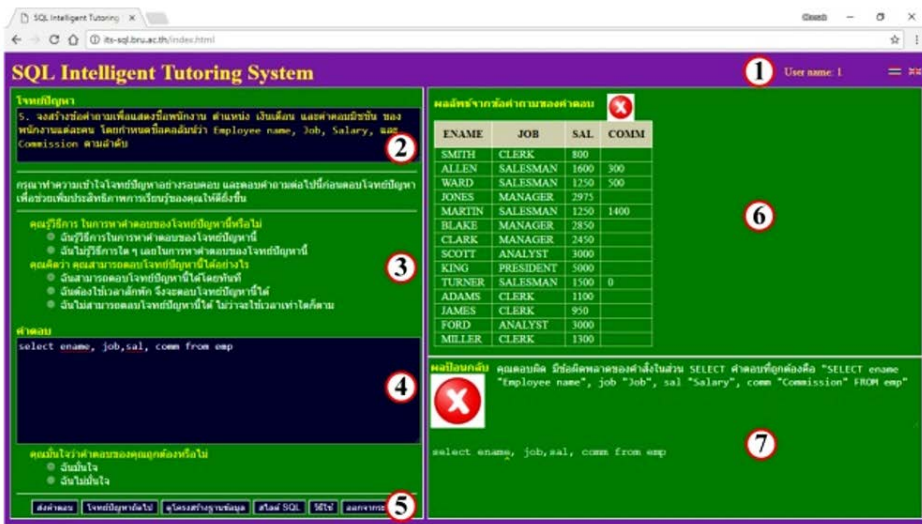 SQL Intelligent Tutoring
its-sql.bru.ac.th/index.html
SQL Intelligent Tutoring System
1
User name: 1
โจทย์ปัญหา
5. จงสร้างข้อคำถามเพื่อแสดงชื่อพนักงาน ตำแหน่ง เงินเดือน และค่าคอมมิชชัน ของ
พนักงานแต่ละคน โดยกำหนดชื่อคอลัมน์ว่า Employee name, Job, Salary, และ
Commission ตามลำดับ
2
กรุณาทำความเข้าใจโจทย์ปัญหาอย่างรอบคอบ และตอบคำถามต่อไปนี้ก่อนตอบโจทย์ปัญหา
เพื่อช่วยเพิ่มประสิทธิภาพการเรียนรู้ของคุณให้ดียิ่งขึ้น
คุณรู้วิธีการ ในการหาคำตอบของโจทย์ปัญหานี้หรือไม่
ฉันรู้วิธีการในการหาคำตอบของโจทย์ปัญหานี้
ฉันไม่รู้วิธีการใด ๆ เลยในการหาคำตอบของโจทย์ปัญหานี้
คุณคิดว่า คุณสามารถตอบโจทย์ปัญหานี้ได้อย่างไร
3
ฉันสามารถตอบโจทย์ปัญหานี้ได้โดยทันที
ฉันต้องใช้เวลาสักพัก จึงจะตอบโจทย์ปัญหานี้ได้
ฉันไม่สามารถตอบโจทย์ปัญหานี้ได้ ไม่ว่าจะใช้เวลาเท่าใดก็ตาม
คำตอบ
select ename, job,sal, comm from emp
4
คุณมั่นใจว่าคำตอบของคุณถูกต้องหรือไม่
ฉันมั่นใจ
ฉันไม่มั่นใจ
ส่งคำตอบ โจทย์ปัญหาถัดไป ดูโครงสร้างฐานข้อมูล สไลด์ SQL วิธีใช้ ออกจากระ 5
ผลลัพธ์จากข้อคำถามของคำตอบ
ENAME JOB SAL COMM
SMITH CLERK 800
ALLEN SALESMAN 1600 300
WARD SALESMAN 1250 500
JONES MANAGER 2975
MARTIN SALESMAN 1250 1400
BLAKE MANAGER 2850
CLARK MANAGER 2450
SCOTT ANALYST 3000
KING PRESIDENT 5000
TURNER SALESMAN 1500 0
ADAMS CLERK 1100
JAMES CLERK 950
FORD ANALYST 3000
MILLER CLERK 1300
6
ผลป้อนกลับ คุณตอบผิด มีข้อผิดพลาดของคำสั่งในส่วน SELECT คำตอบที่ถูกต้องคือ "SELECT ename
"Employee name", job "Job", sal "Salary", comm "Commission" FROM emp"
7
select ename, job,sal, comm from emp